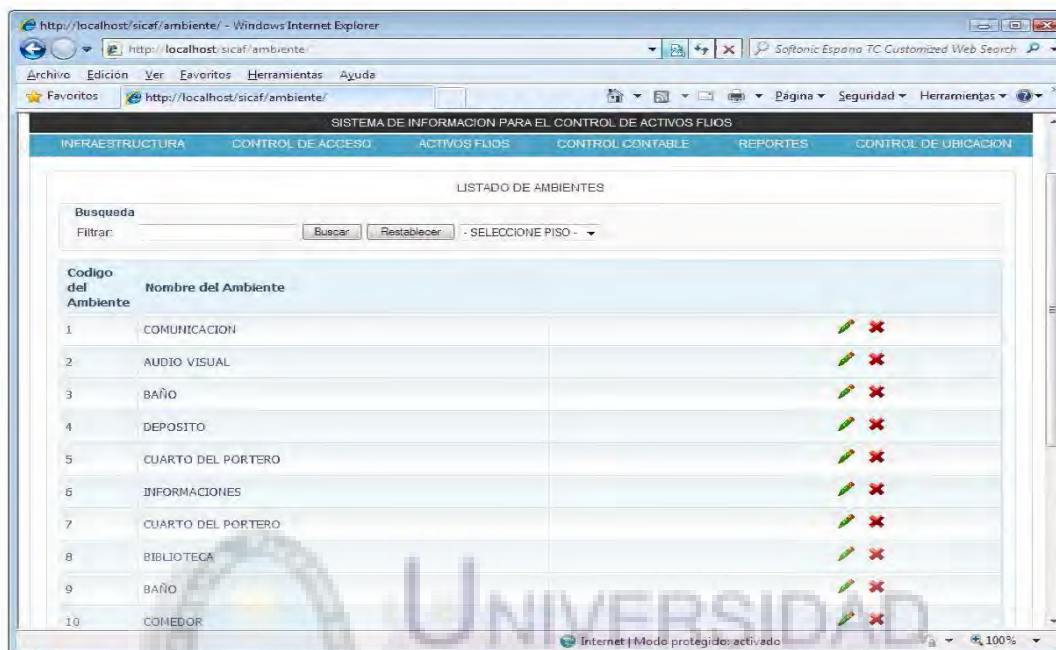 http://localhost/sicaf/ambiente/ - Windows Internet Explorer
http://localhost/sicaf/ambiente/
Softonic Espana TC Customized Web Search
Archivo Edición Ver Favoritos Herramientas Ayuda
Favoritos http://localhost/sicaf/ambiente/ Página Seguridad Herramientas
SISTEMA DE INFORMACION PARA EL CONTROL DE ACTIVOS FIJOS
INFRAESTRUCTURA CONTROL DE ACCESO ACTIVOS FIJOS CONTROL CONTABLE REPORTES CONTROL DE UBICACION
LISTADO DE AMBIENTES
Busqueda
Filtrar: Buscar Restablecer - SELECCIONE PISO -
Codigo del Ambiente Nombre del Ambiente
1 COMUNICACION
2 AUDIO VISUAL
3 BAÑO
4 DEPOSITO
5 CUARTO DEL PORTERO
6 INFORMACIONES
7 CUARTO DEL PORTERO
8 BIBLIOTECA
9 BAÑO
10 COMEDOR
UNIVERSIDAD
Internet | Modo protegido: activado 100%